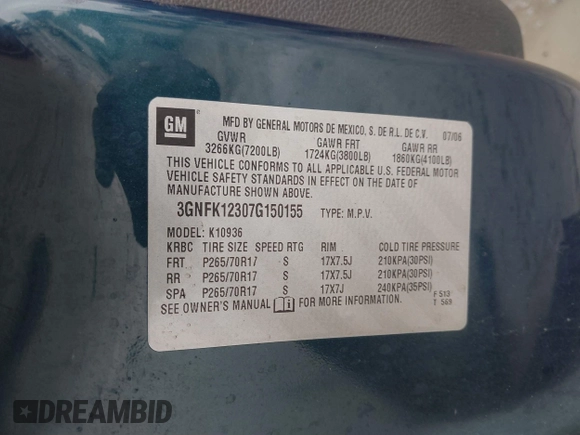 GM
MFD BY GENERAL MOTORS DE MEXICO, S. DE R.L. DE C.V. 07/06
GVWR GAWR FRT GAWR RR
3266KG(7200LB) 1724KG(3800LB) 1860KG(4100LB)
THIS VEHICLE CONFORMS TO ALL APPLICABLE U.S. FEDERAL MOTOR
VEHICLE SAFETY STANDARDS IN EFFECT ON THE DATE OF
MANUFACTURE SHOWN ABOVE.
3GNFK12307G150155 TYPE: M.P.V.
MODEL: K10936
KRBC TIRE SIZE SPEED RTG RIM COLD TIRE PRESSURE
FRT P265/70R17 S 17X7.5J 210KPA(30PSI)
RR P265/70R17 S 17X7.5J 210KPA(30PSI)
SPA P265/70R17 S 17X7J 240KPA(35PSI)
SEE OWNER'S MANUAL FOR MORE INFORMATION.
F 513
T 569
DREAMBID